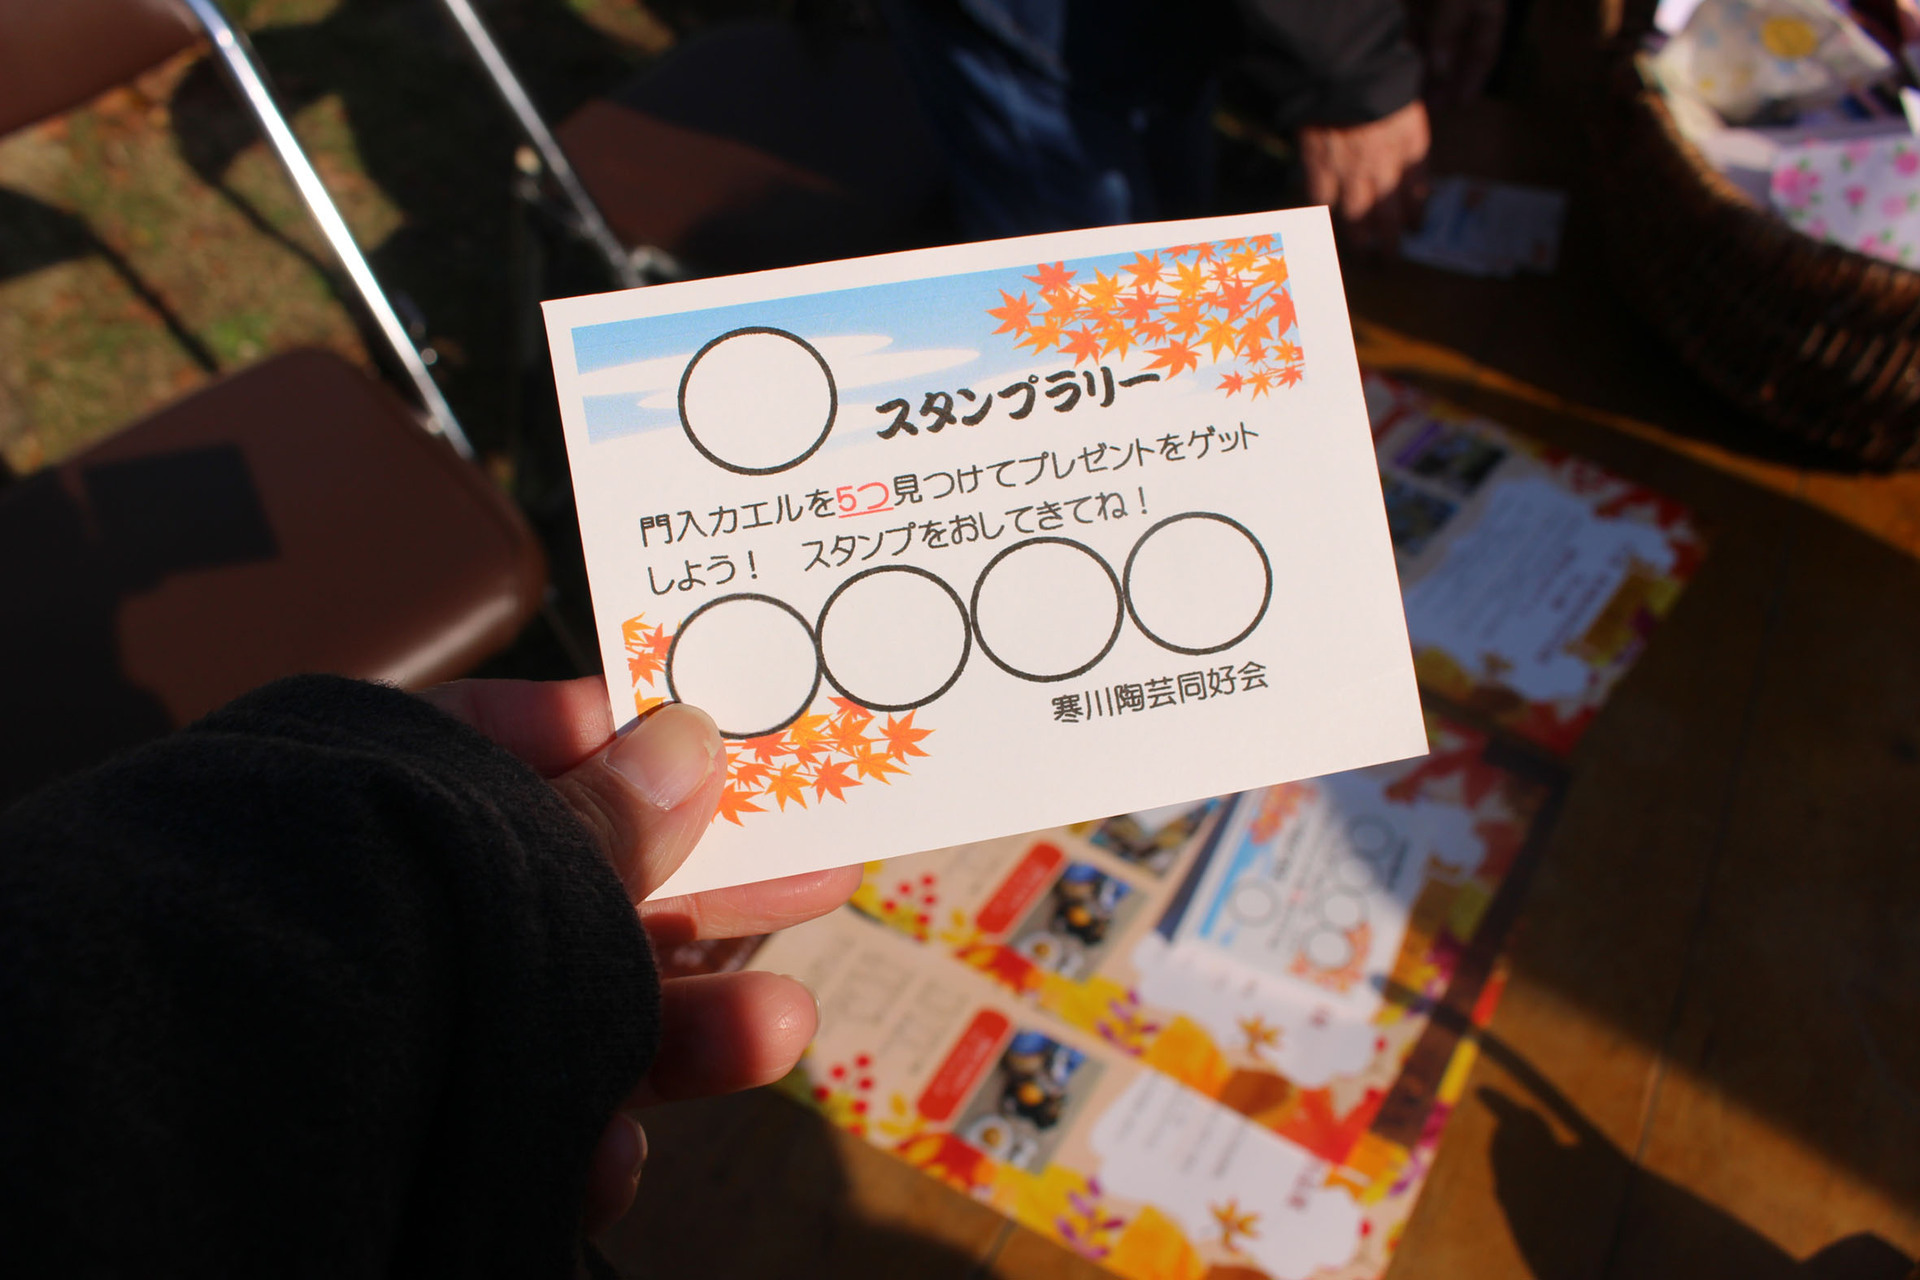 スタンプラリー
門入カエルを5つ見つけてプレゼントをゲット
しよう！　スタンプをおしてきてね！
寒川陶芸同好会